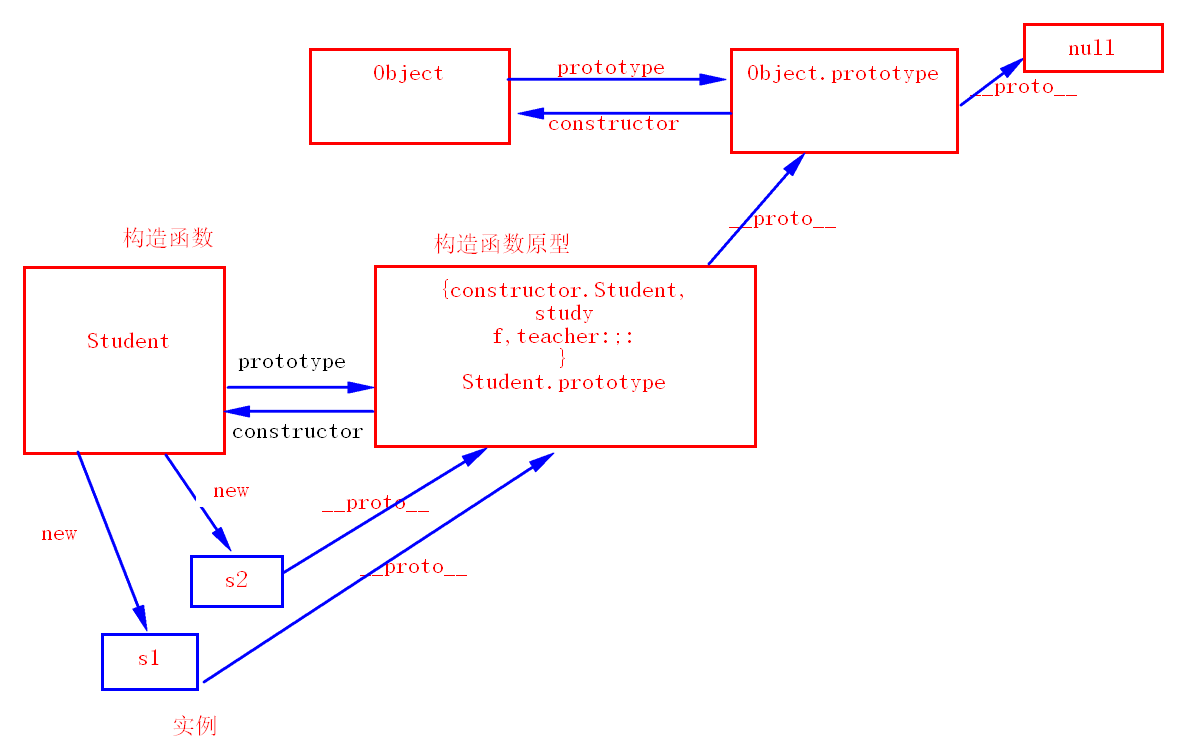 null
Object
prototype
Object.prototype
__proto__
constructor
__proto__
构造函数
构造函数原型
{constructor.Student,
study
f,teacher:;:
}
Student.prototype
Student
prototype
constructor
new
__proto__
new
__proto__
s2
s1
实例